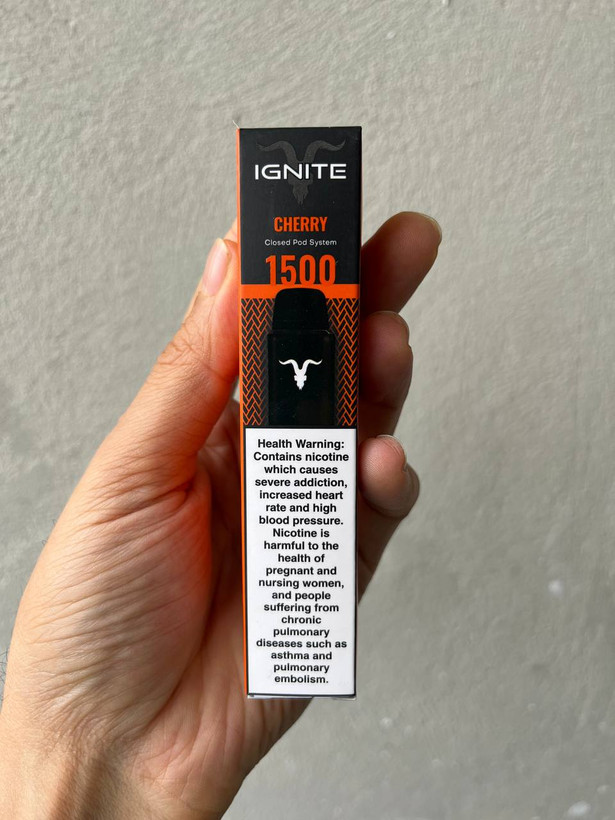 IGNITE
CHERRY
Closed Pod System
1500
Health Warning:
Contains nicotine
which causes
severe addiction,
increased heart
rate and high
blood pressure.
Nicotine is
harmful to the
health of
pregnant and
nursing women,
and people
suffering from
chronic
pulmonary
diseases such as
asthma and
pulmonary
embolism.